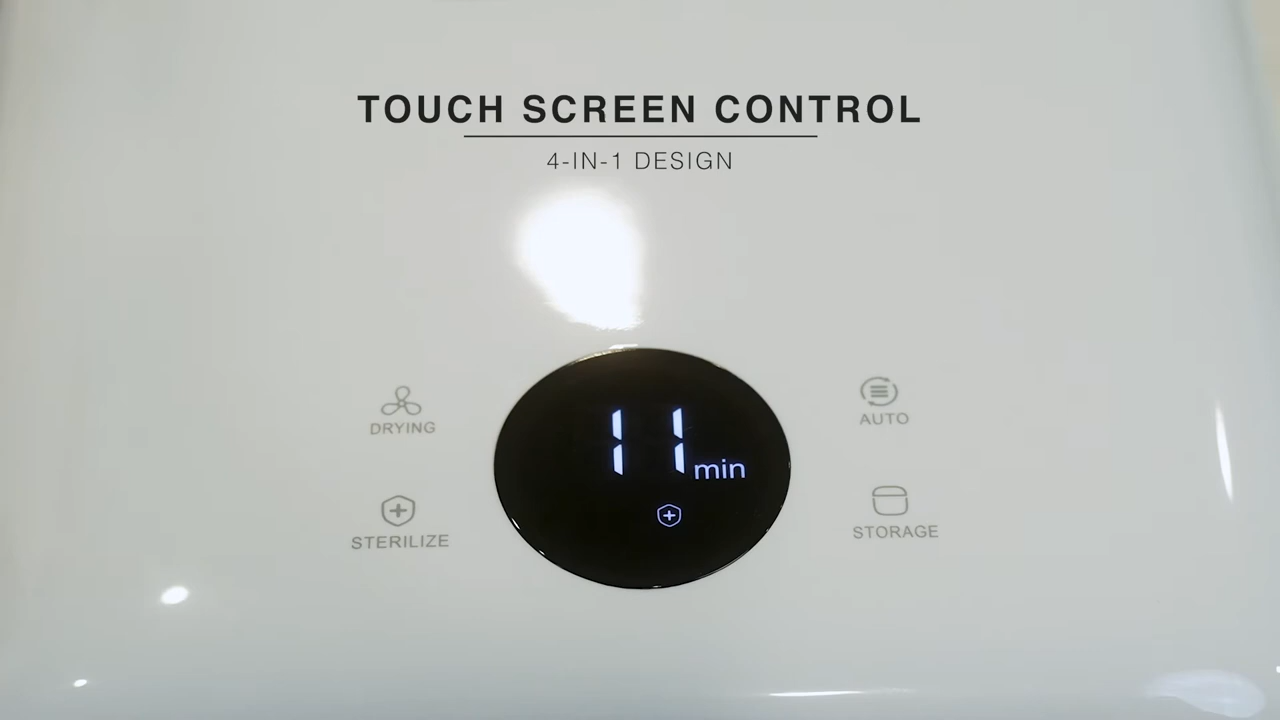 TOUCH SCREEN CONTROL
4-IN-1 DESIGN
DRYING
AUTO
11 min
STERILIZE
STORAGE